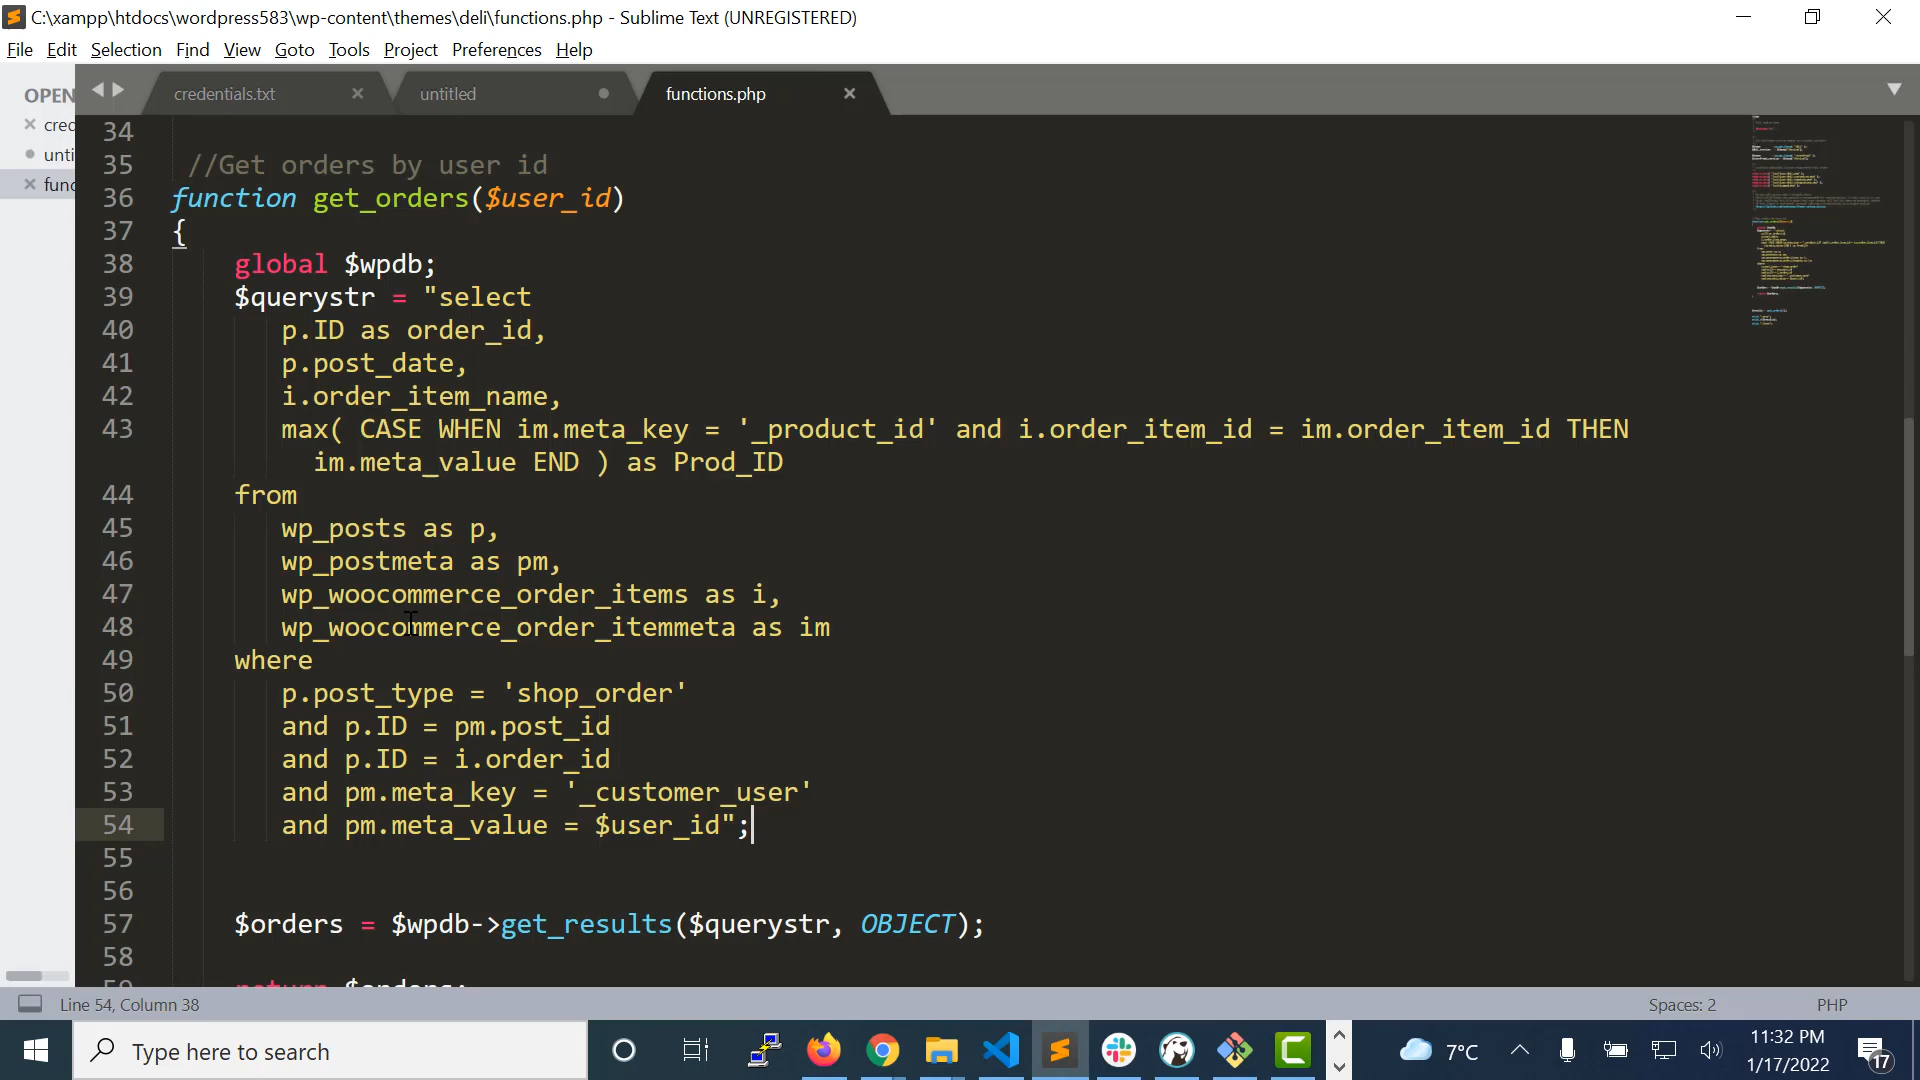 C:\xampp\htdocs\wordpress583\wp-content\themes\deli\functions.php - Sublime Text (UNREGISTERED)
File Edit Selection Find View Goto Tools Project Preferences Help
OPEN
cred
unti
func
credentials.txt untitled functions.php
34
35 //Get orders by user id
36 function get_orders($user_id)
37 {
38 global $wpdb;
39 $querystr = "select
40 p.ID as order_id,
41 p.post_date,
42 i.order_item_name,
43 max( CASE WHEN im.meta_key = '_product_id' and i.order_item_id = im.order_item_id THEN
im.meta_value END ) as Prod_ID
44 from
45 wp_posts as p,
46 wp_postmeta as pm,
47 wp_woocommerce_order_items as i,
48 wp_woocommerce_order_itemmeta as im
49 where
50 p.post_type = 'shop_order'
51 and p.ID = pm.post_id
52 and p.ID = i.order_id
53 and pm.meta_key = '_customer_user'
54 and pm.meta_value = $user_id";
55
56
57 $orders = $wpdb->get_results($querystr, OBJECT);
58
59 return $orders;
Line 54, Column 38 Spaces: 2 PHP
Type here to search
7°C
11:32 PM
1/17/2022
17